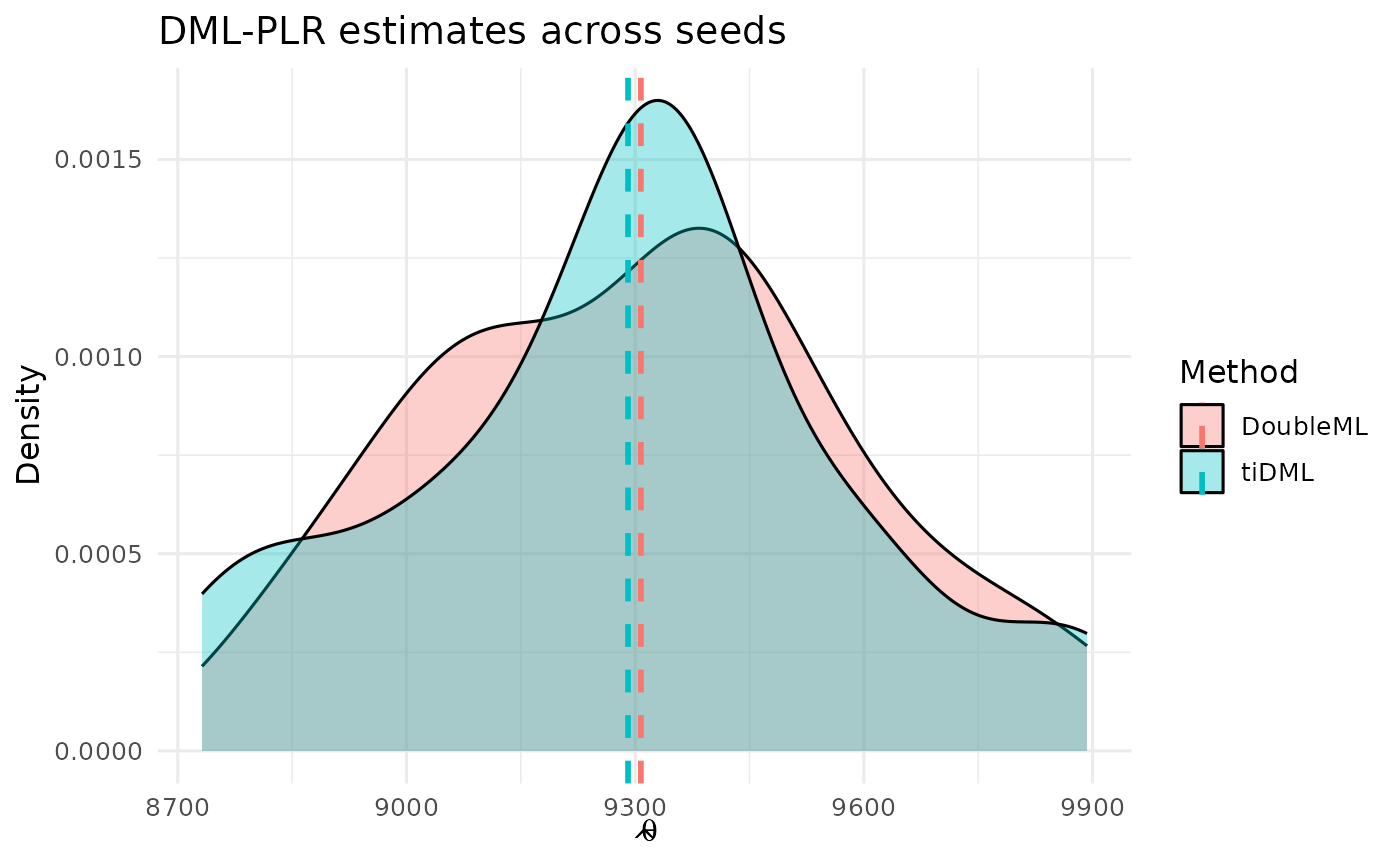 DML-PLR estimates across seeds
Density
0.0015
0.0010
0.0005
0.0000
8700 9000 9300 9600 9900
θ̂
Method
DoubleML
tiDML